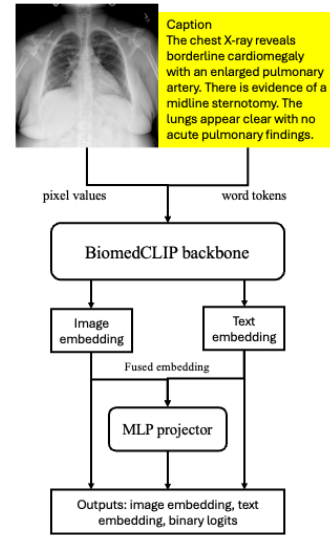 Caption
The chest X-ray reveals
borderline cardiomegaly
with an enlarged pulmonary
artery. There is evidence of a
midline sternotomy. The
lungs appear clear with no
acute pulmonary findings.
pixel values
word tokens
BiomedCLIP backbone
Image
embedding
Text
embedding
Fused embedding
MLP projector
Outputs: image embedding, text
embedding, binary logits